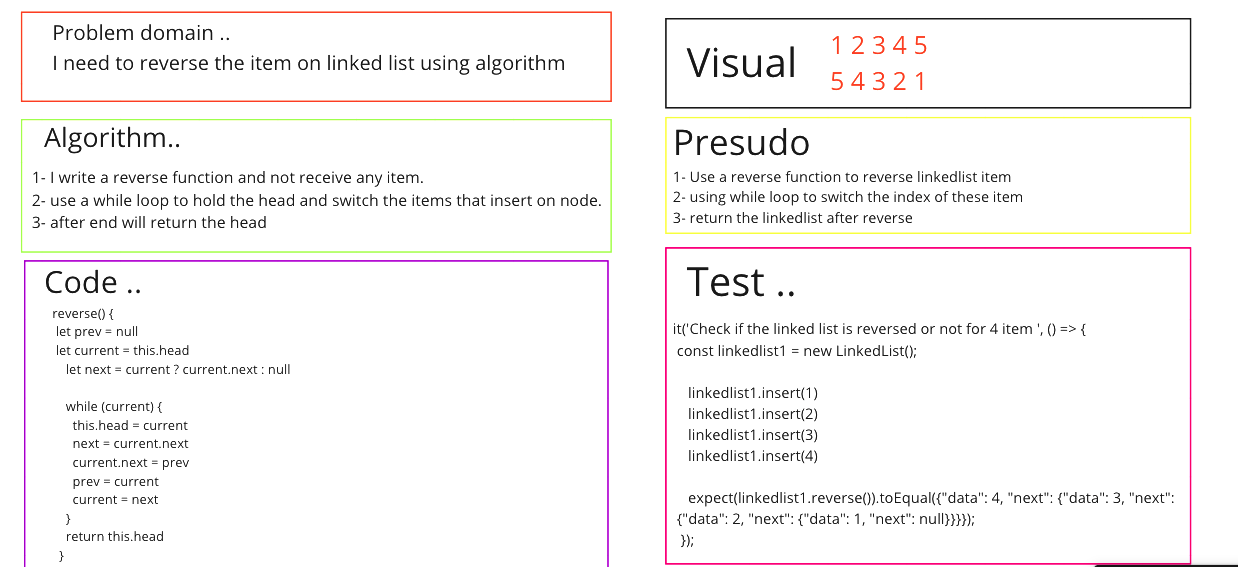 Problem domain ..
I need to reverse the item on linked list using algorithm
Algorithm..
1- I write a reverse function and not receive any item.
2- use a while loop to hold the head and switch the items that insert on node.
3- after end will return the head
Code ..
reverse() {
let prev = null
let current = this.head
let next = current ? current.next : null
while (current) {
this.head = current
next = current.next
current.next = prev
prev = current
current = next
}
return this.head
}
Visual
1 2 3 4 5
5 4 3 2 1
Presudo
1- Use a reverse function to reverse linkedlist item
2- using while loop to switch the index of these item
3- return the linkedlist after reverse
Test ..
it('Check if the linked list is reversed or not for 4 item ', () => {
const linkedlist1 = new LinkedList();
linkedlist1.insert(1)
linkedlist1.insert(2)
linkedlist1.insert(3)
linkedlist1.insert(4)
expect(linkedlist1.reverse()).toEqual({"data": 4, "next": {"data": 3, "next":
{"data": 2, "next": {"data": 1, "next": null}}}});
});